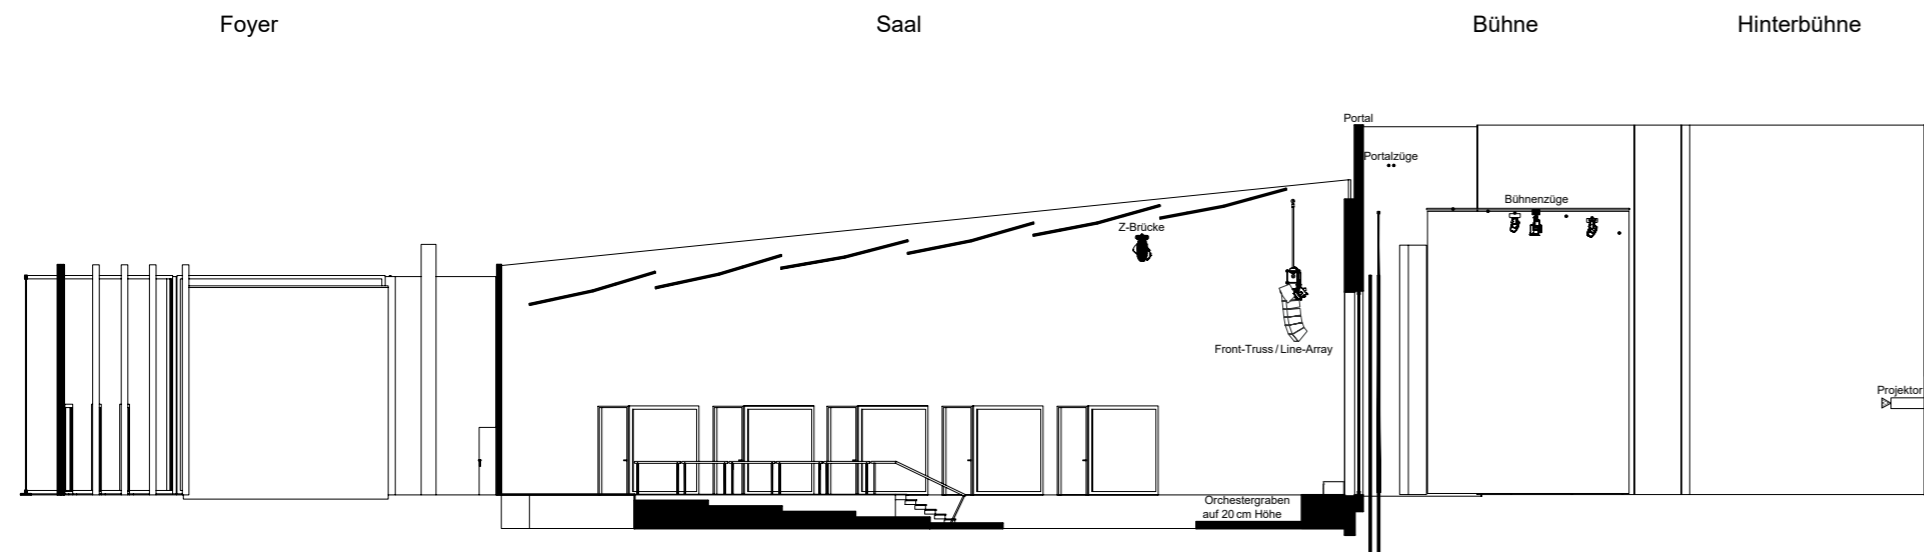 Foyer
Saal
Bühne
Hinterbühne
Portal
Portalzüge
Bühnenzüge
Z-Brücke
Front-Truss / Line-Array
Projektor
Orchestergraben
auf 20 cm Höhe